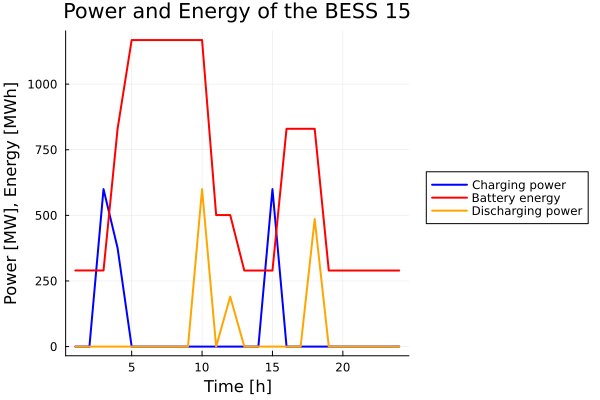 Power and Energy of the BESS 15
Power [MW], Energy [MWh]
1000
750
500
250
0
5
10
15
20
Time [h]
Charging power
Battery energy
Discharging power